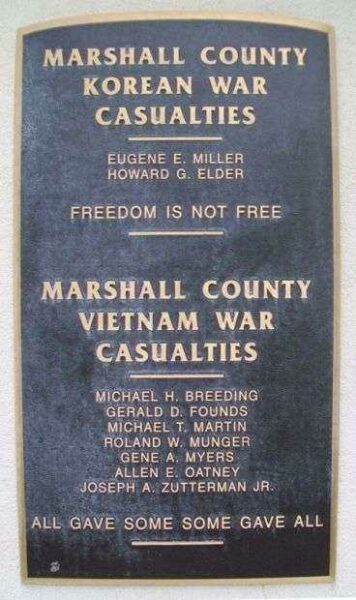 MARSHALL COUNTY
KOREAN WAR
CASUALTIES
EUGENE E. MILLER
HOWARD G. ELDER
FREEDOM IS NOT FREE
MARSHALL COUNTY
VIETNAM WAR
CASUALTIES
MICHAEL H. BREEDING
GERALD D. FOUNDS
MICHAEL T. MARTIN
ROLAND W. MUNGER
GENE A. MYERS
ALLEN E. OATNEY
JOSEPH A. ZUTTERMAN JR.
ALL GAVE SOME SOME GAVE ALL